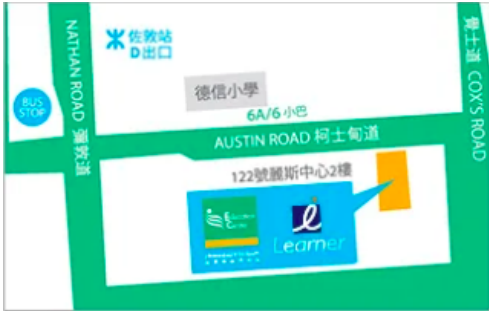 NATHAN ROAD 彌敦道
佐敦站
D出口
BUS
STOP
德信小學
6A/6 小巴
AUSTIN ROAD 柯士甸道
覺士道 COX'S ROAD
122號麗斯中心2樓
Learner